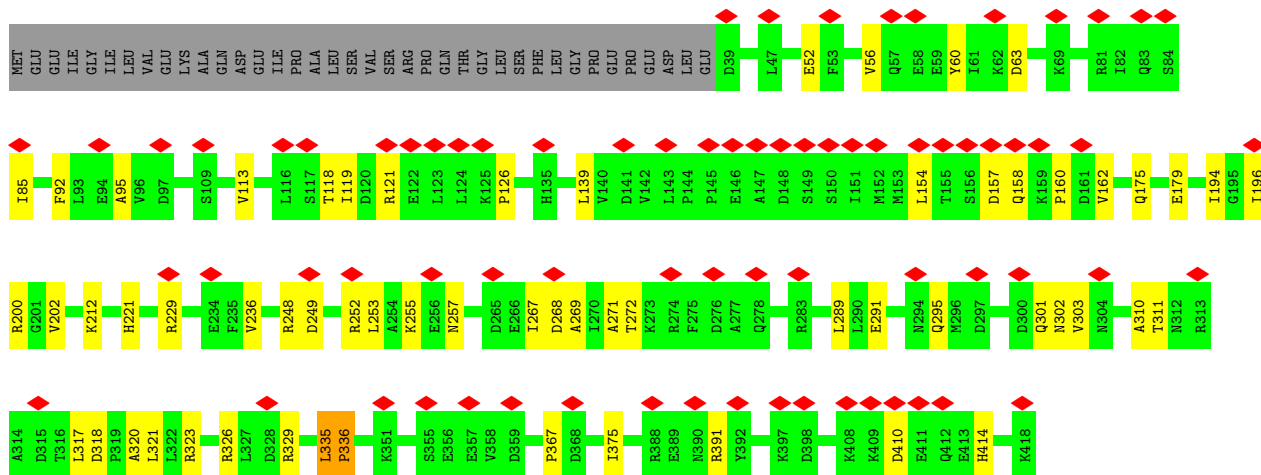 MET GLU GLU ILE GLY ILE LEU VAL GLU LYS ALA GLN ASP GLU ILE PRO ALA LEU SER VAL SER ARG PRO GLN THR GLY LEU SER PHE LEU GLY PRO GLU PRO GLU ASP LEU GLU D39 L47 E52 F53 V56 Q57 E58 E59 Y60 I61 K62 D63 K69 R81 I82 Q83 S84
I85 F92 L93 E94 A95 V96 D97 S109 V113 L116 S117 T118 I119 D120 R121 E122 L123 L124 K125 P126 H135 L139 V140 D141 V142 L143 P144 P145 E146 A147 D148 S149 S150 I151 M152 M153 L154 T155 S156 D157 Q158 K159 P160 D161 V162 Q175 E179 I194 G195 I196
R200 G201 V202 K212 H221 R229 E234 F235 V236 R248 D249 R252 L253 A254 K255 E256 N257 D265 E266 I267 D268 A269 I270 A271 T272 K273 R274 F275 D276 A277 Q278 R283 L289 L290 E291 N294 Q295 M296 D297 D300 Q301 N302 V303 N304 A310 T311 N312 R313
A314 D315 T316 L317 D318 P319 A320 L321 L322 R323 R326 L327 D328 R329 L335 P336 K351 S355 E356 E357 V358 D359 P367 D368 I375 R388 E389 N390 R391 Y392 K397 D398 K408 K409 D410 E411 Q412 E413 H414 K418